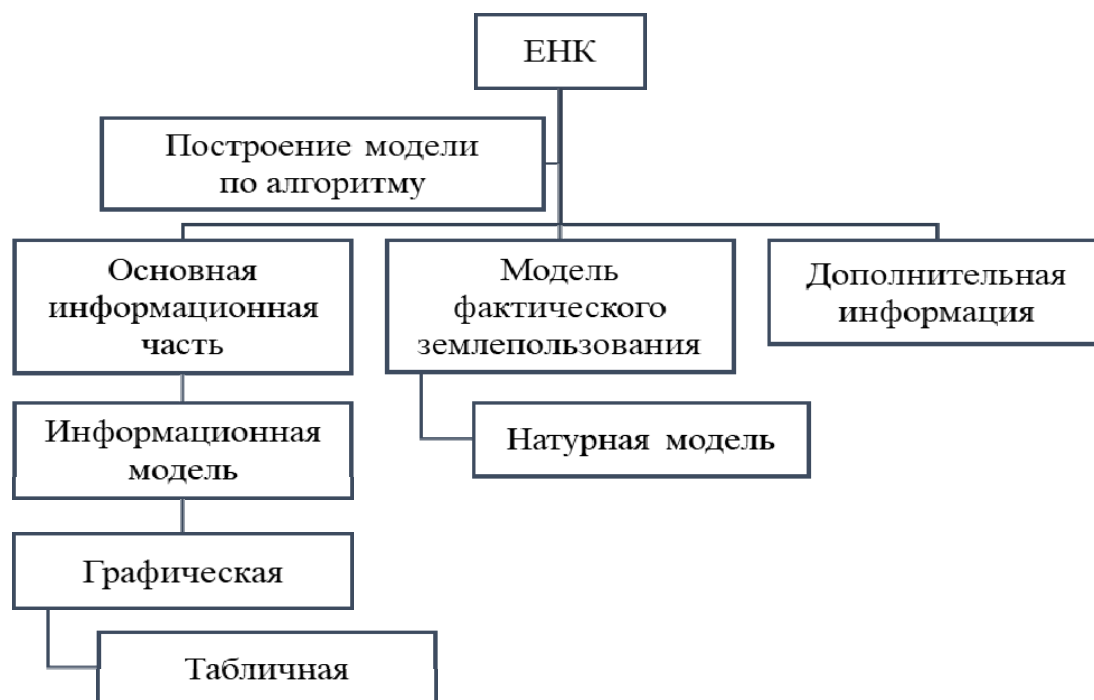 ЕНК
Построение модели
по алгоритму
Основная
информационная
часть
Модель
фактического
землепользования
Дополнительная
информация
Информационная
модель
Натурная модель
Графическая
Табличная